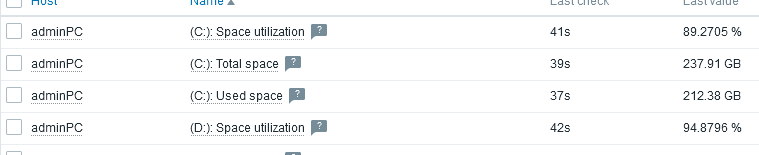 Host Name Last check Last value
adminPC (C:): Space utilization ? 41s 89.2705 %
adminPC (C:): Total space ? 39s 237.91 GB
adminPC (C:): Used space ? 37s 212.38 GB
adminPC (D:): Space utilization ? 42s 94.8796 %